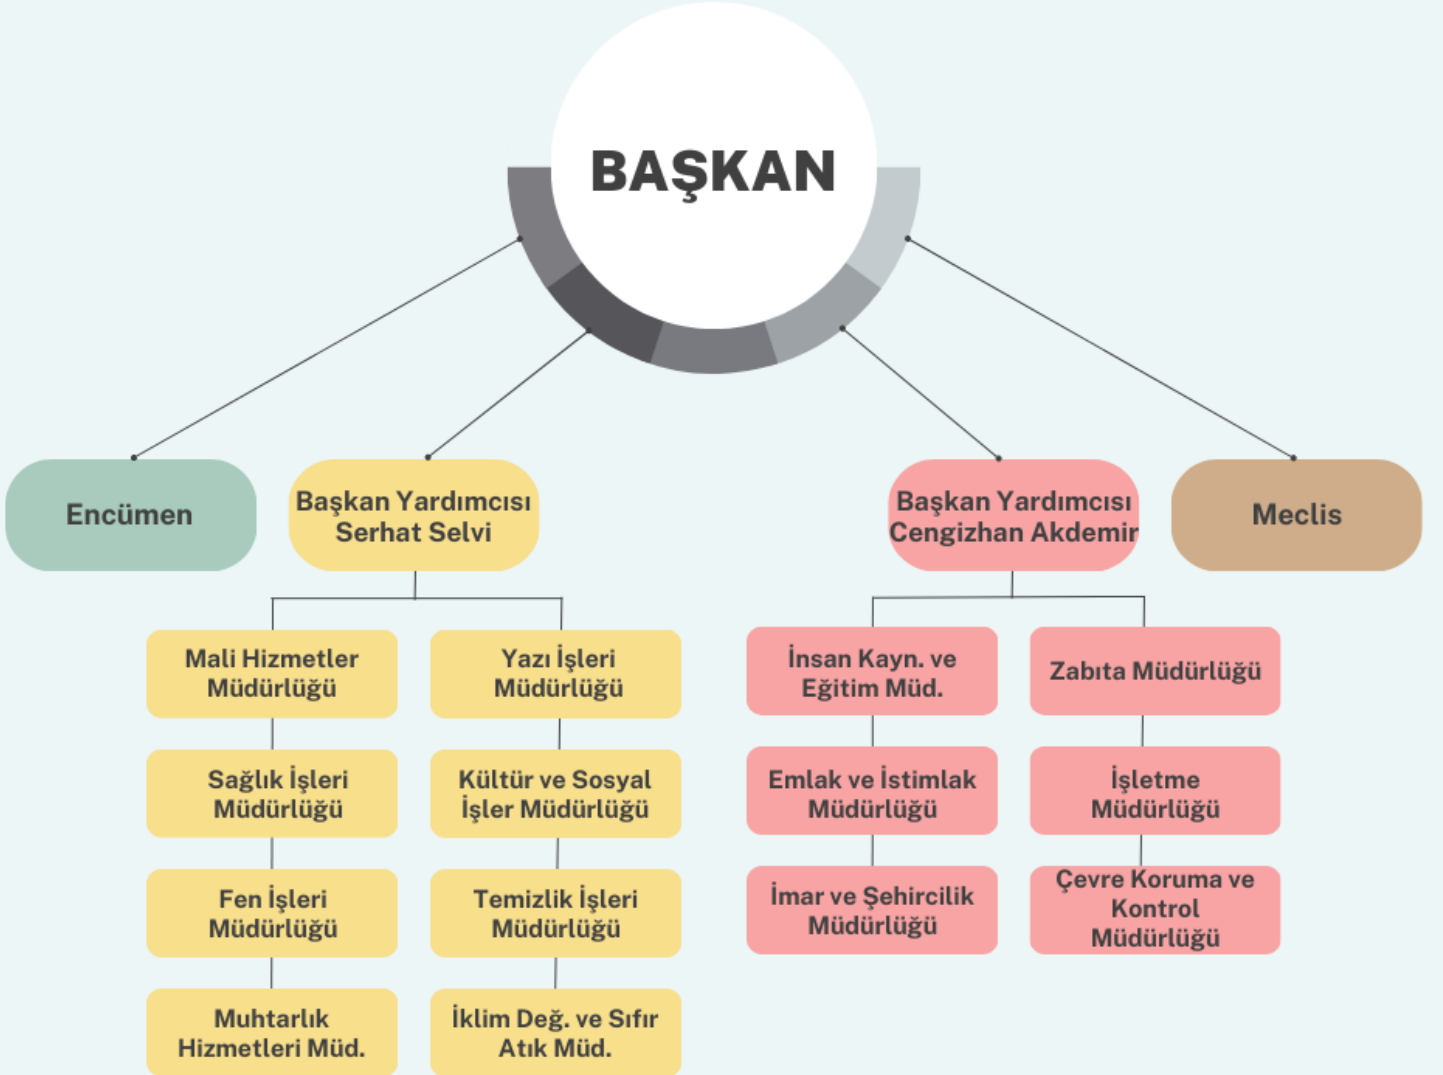 BAŞKAN
Encümen
Başkan Yardımcısı
Serhat Selvi
Başkan Yardımcısı
Cengizhan Akdemir
Meclis
Mali Hizmetler
Müdürlüğü
Yazı İşleri
Müdürlüğü
İnsan Kayn. ve
Eğitim Müd.
Zabıta Müdürlüğü
Sağlık İşleri
Müdürlüğü
Kültür ve Sosyal
İşler Müdürlüğü
Emlak ve İstimlak
Müdürlüğü
İşletme
Müdürlüğü
Fen İşleri
Müdürlüğü
Temizlik İşleri
Müdürlüğü
İmar ve Şehircilik
Müdürlüğü
Çevre Koruma ve
Kontrol
Müdürlüğü
Muhtarlık
Hizmetleri Müd.
İklim Değ. ve Sıfır
Atık Müd.